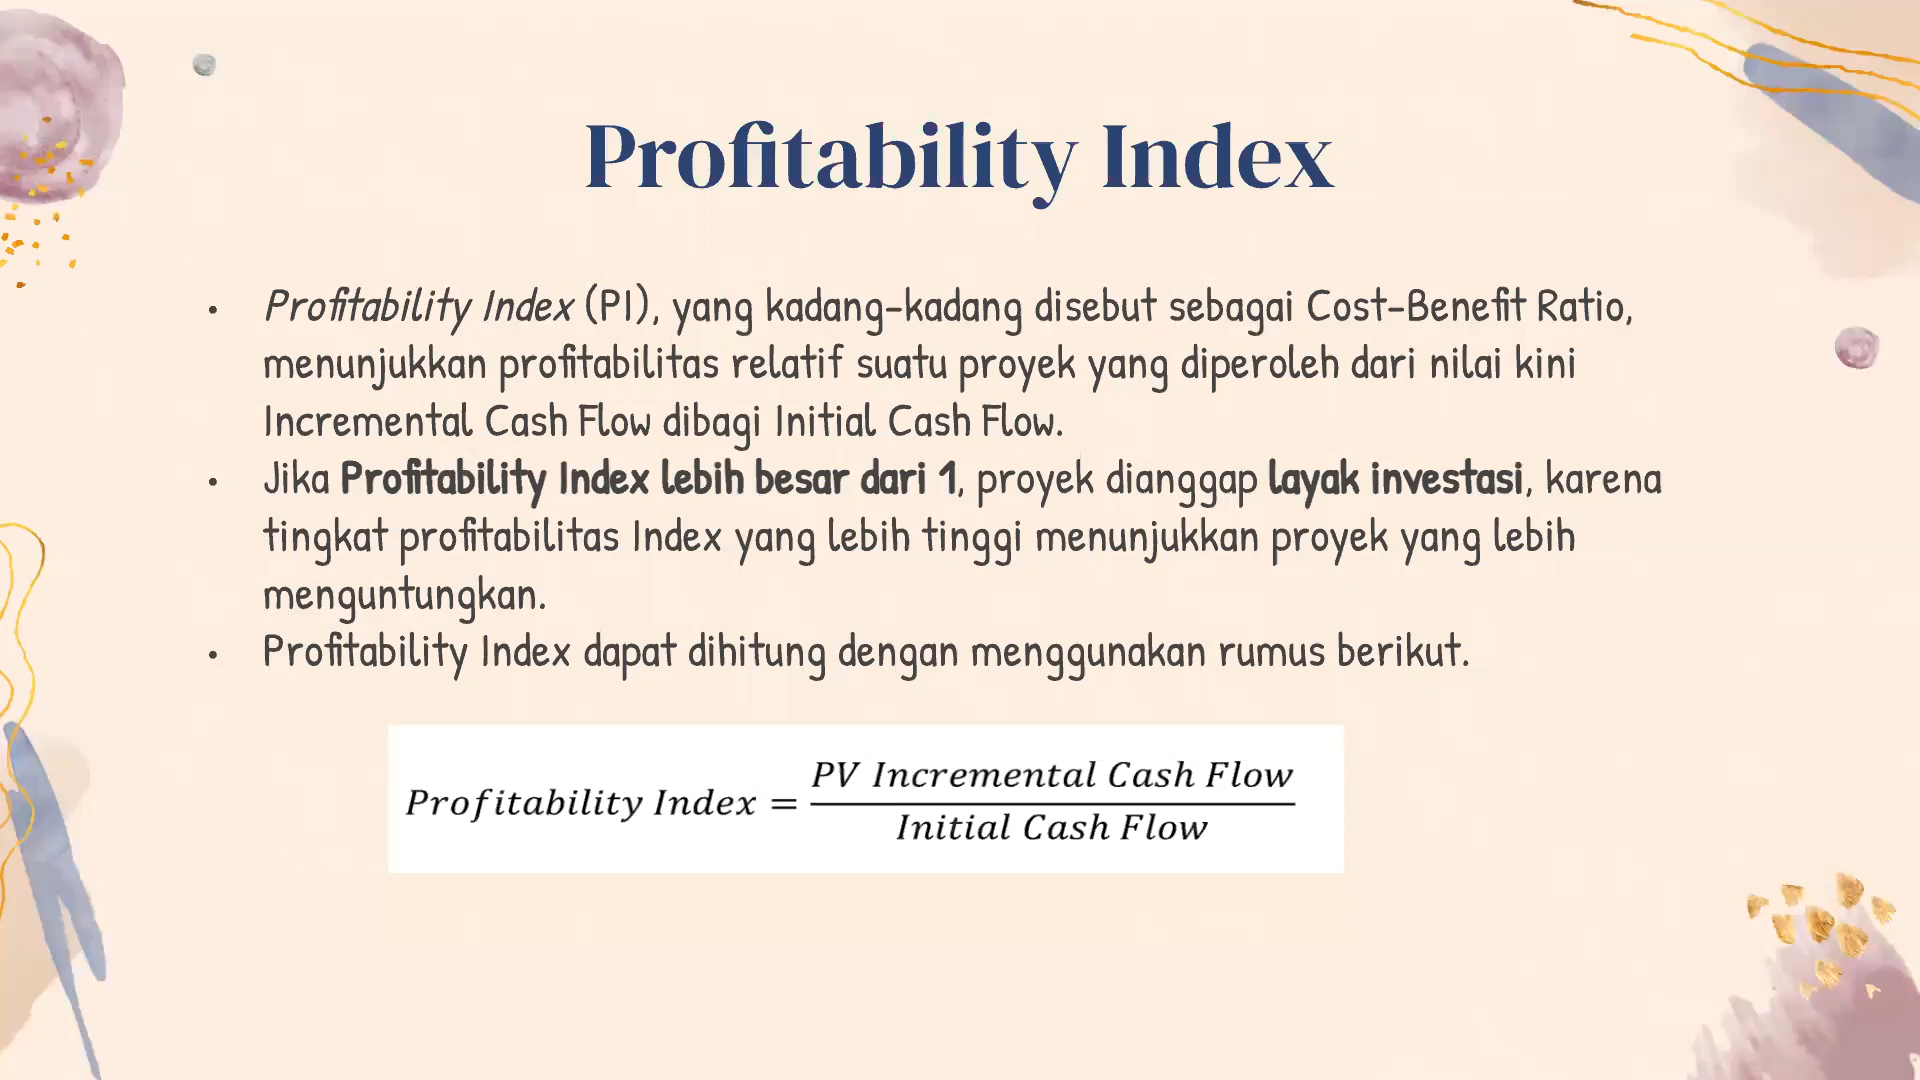 Profitability Index
• Profitability Index (PI), yang kadang-kadang disebut sebagai Cost-Benefit Ratio,
menunjukkan profitabilitas relatif suatu proyek yang diperoleh dari nilai kini
Incremental Cash Flow dibagi Initial Cash Flow.
• Jika Profitability Index lebih besar dari 1, proyek dianggap layak investasi, karena
tingkat profitabilitas Index yang lebih tinggi menunjukkan proyek yang lebih
menguntungkan.
• Profitability Index dapat dihitung dengan menggunakan rumus berikut.
PV Incremental Cash Flow
Profitability Index =
Initial Cash Flow